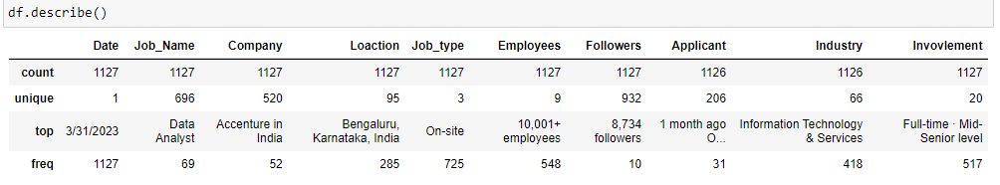 df.describe()
Date Job_Name Company Loaction Job_type Employees Followers Applicant Industry Invovlement
count 1127 1127 1127 1127 1127 1127 1127 1126 1126 1127
unique 1 696 520 95 3 9 932 206 66 20
Data Accenture in Bengaluru, 10,001+ 8,734 1 month ago Information Technology Full-time · Mid-
top 3/31/2023 Analyst India Karnataka, India On-site employees followers O... & Services Senior level
freq 1127 69 52 285 725 548 10 31 418 517